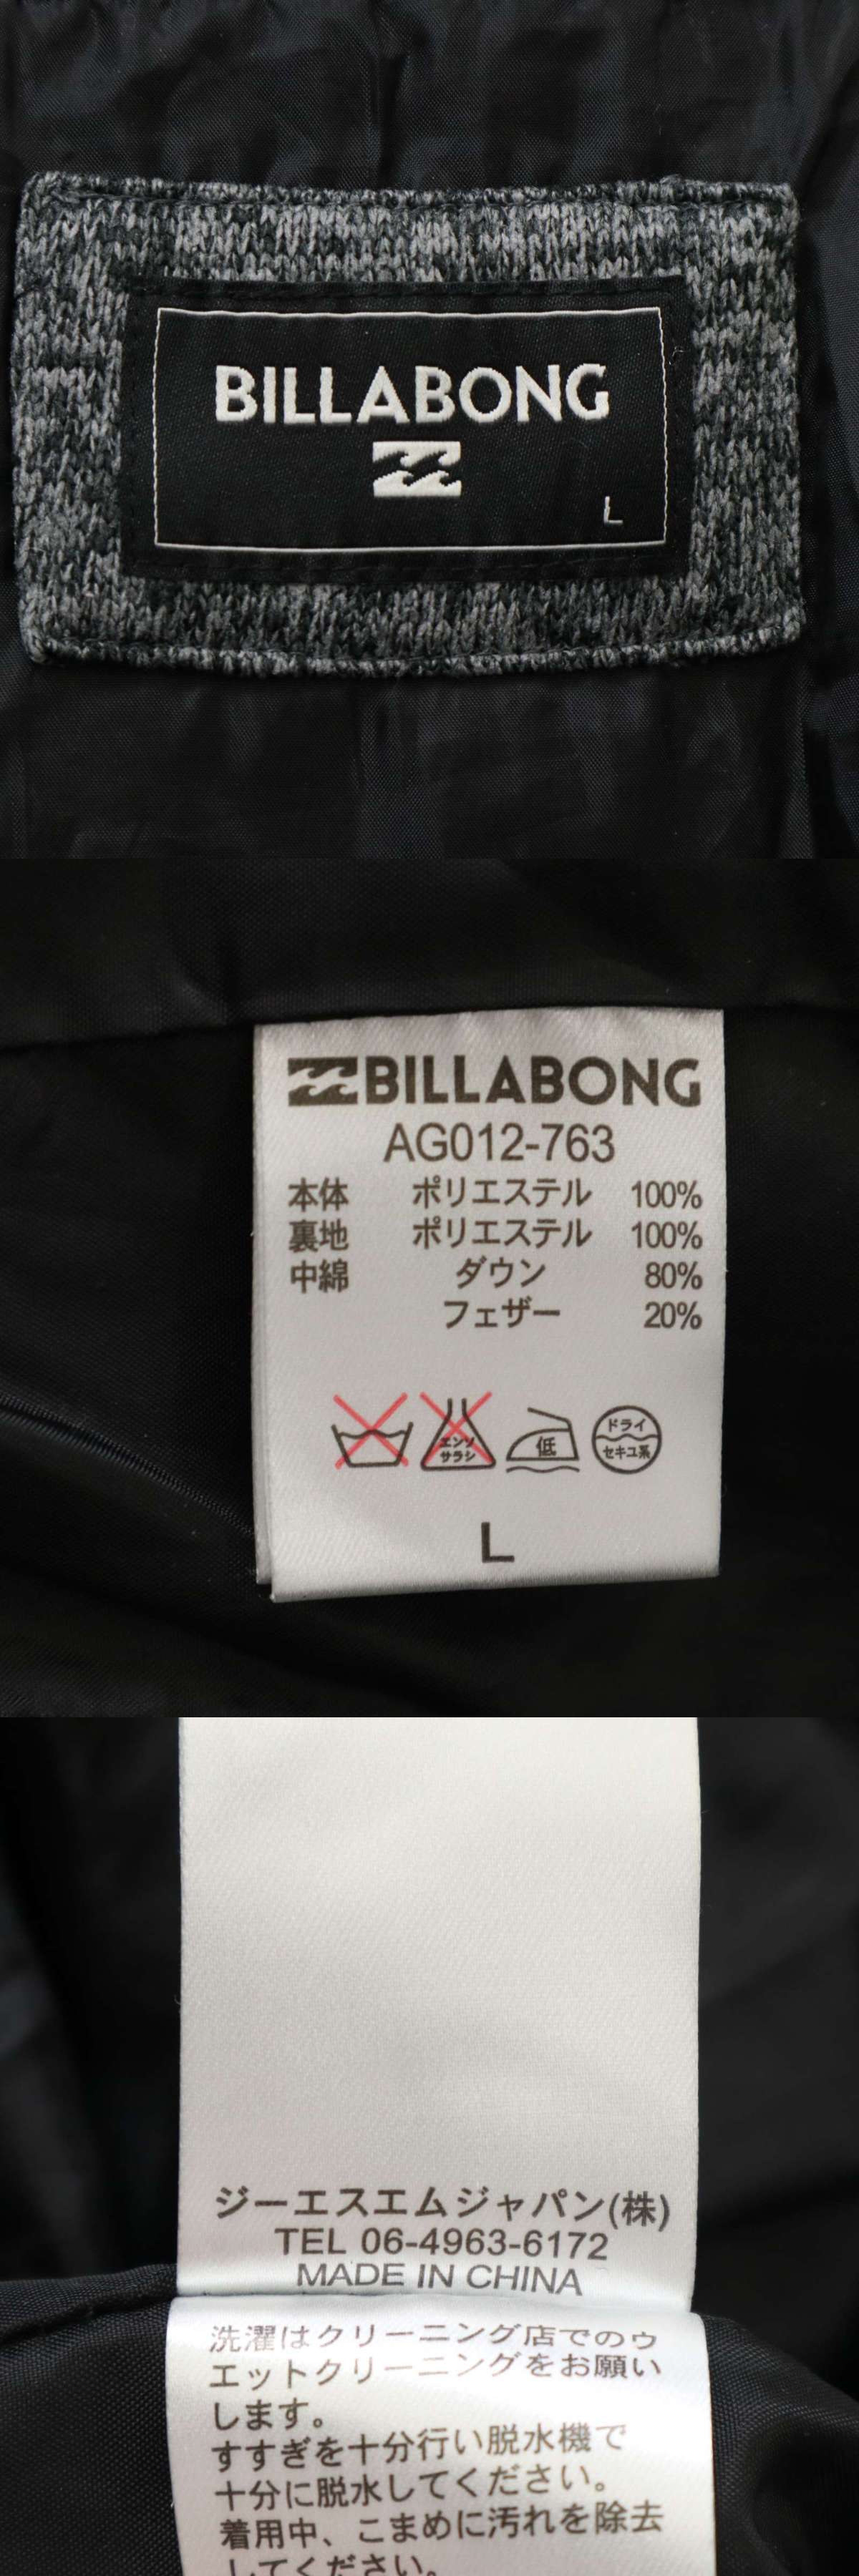 BILLABONG
L
BILLABONG
AG012-763
本体 ポリエステル 100%
裏地 ポリエステル 100%
中綿 ダウン 80%
フェザー 20%
エンソ
サラシ
低
ドライ
セキユ系
L
ジーエスエムジャパン(株)
TEL 06-4963-6172
MADE IN CHINA
洗濯はクリーニング店でのウ
エットクリーニングをお願い
します。
すすぎを十分行い脱水機で
十分に脱水してください。
着用中、こまめに汚れを除去
してください。